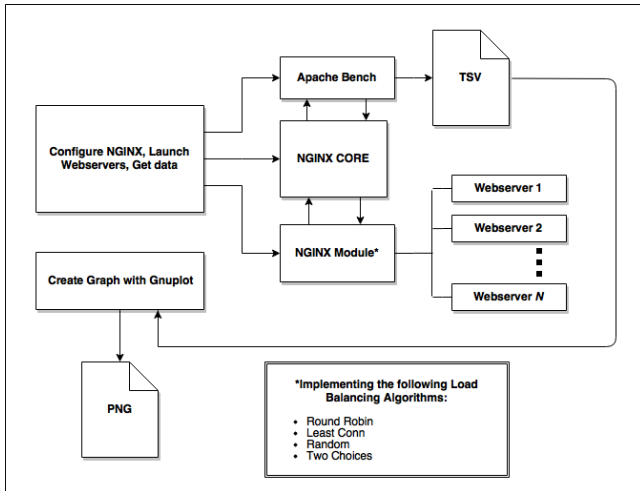 Apache Bench
TSV
Configure NGINX, Launch
Webservers, Get data
NGINX CORE
Webserver 1
Webserver 2
NGINX Module*
Create Graph with Gnuplot
Webserver N
PNG
*Implementing the following Load
Balancing Algorithms:
• Round Robin
• Least Conn
• Random
• Two Choices